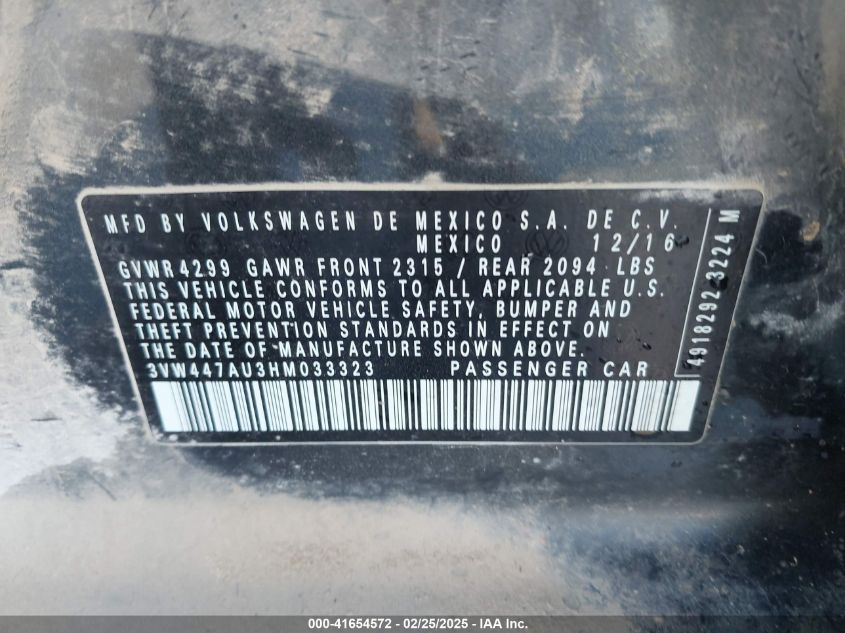 MFD BY VOLKSWAGEN DE MEXICO S.A. DE C.V.
MEXICO 12/16
GVWR 4299 GAWR FRONT 2315 / REAR 2094 LBS
THIS VEHICLE CONFORMS TO ALL APPLICABLE U.S.
FEDERAL MOTOR VEHICLE SAFETY, BUMPER AND
THEFT PREVENTION STANDARDS IN EFFECT ON
THE DATE OF MANUFACTURE SHOWN ABOVE.
3VW447AU3HM033323 PASSENGER CAR
4918292 3224 M
000-41654572 - 02/25/2025 - IAA Inc.